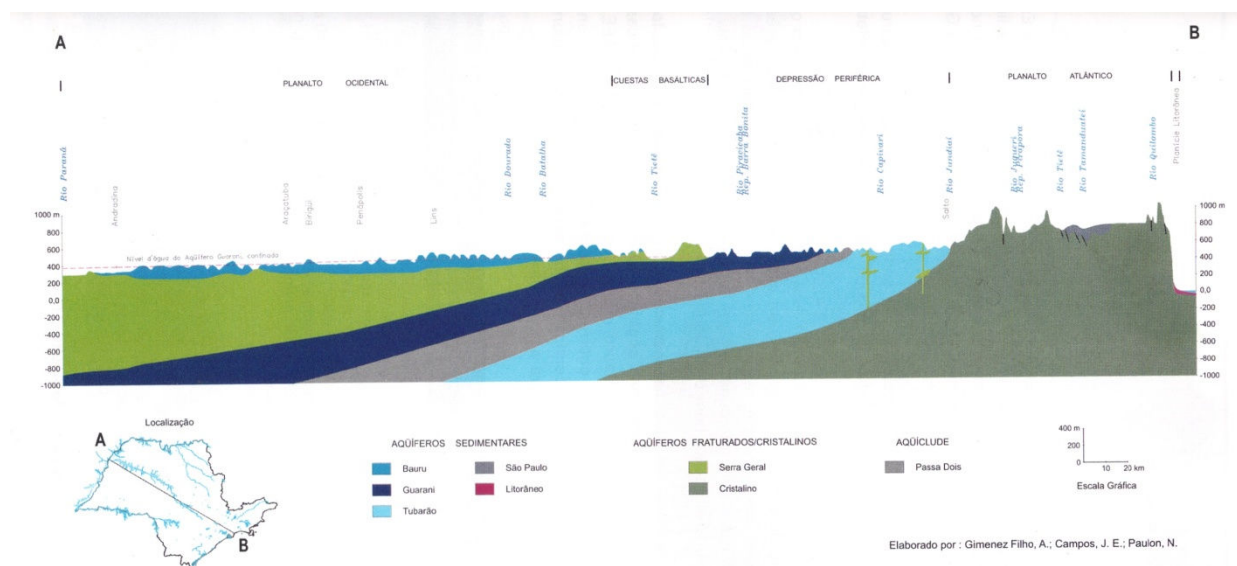 A
B
PLANALTO OCIDENTAL
CUESTAS BASÁLTICAS
DEPRESSÃO PERIFÉRICA
PLANALTO ATLÂNTICO
Rio Paraná
Andradina
Araçatuba
Birigüi
Penápolis
Lins
Rio Dourado
Rio Batalha
Rio Tietê
Rio Piracicaba
Rep. Barra Bonita
Rio Capivari
Salto
Rio Jundiaí
Rio Juqueri
Rep. Pirapora
Rio Tietê
Rio Tamanduateí
Rio Quilombo
Planície Litorânea
1000 m
800
600
400
200
0.0
-200
-400
-600
-800
-1000
Nível d'água do Aqüífero Guarani, confinado
1000 m
800
600
400
200
0.0
-200
-400
-600
-800
-1000
Localização
A
B
AQÜÍFEROS SEDIMENTARES
Bauru
São Paulo
Guarani
Litorâneo
Tubarão
AQÜÍFEROS FRATURADOS/CRISTALINOS
Serra Geral
Cristalino
AQÜÍCLUDE
Passa Dois
400 m
200
0
10 20 km
Escala Gráfica
Elaborado por : Gimenez Filho, A.; Campos, J. E.; Paulon, N.